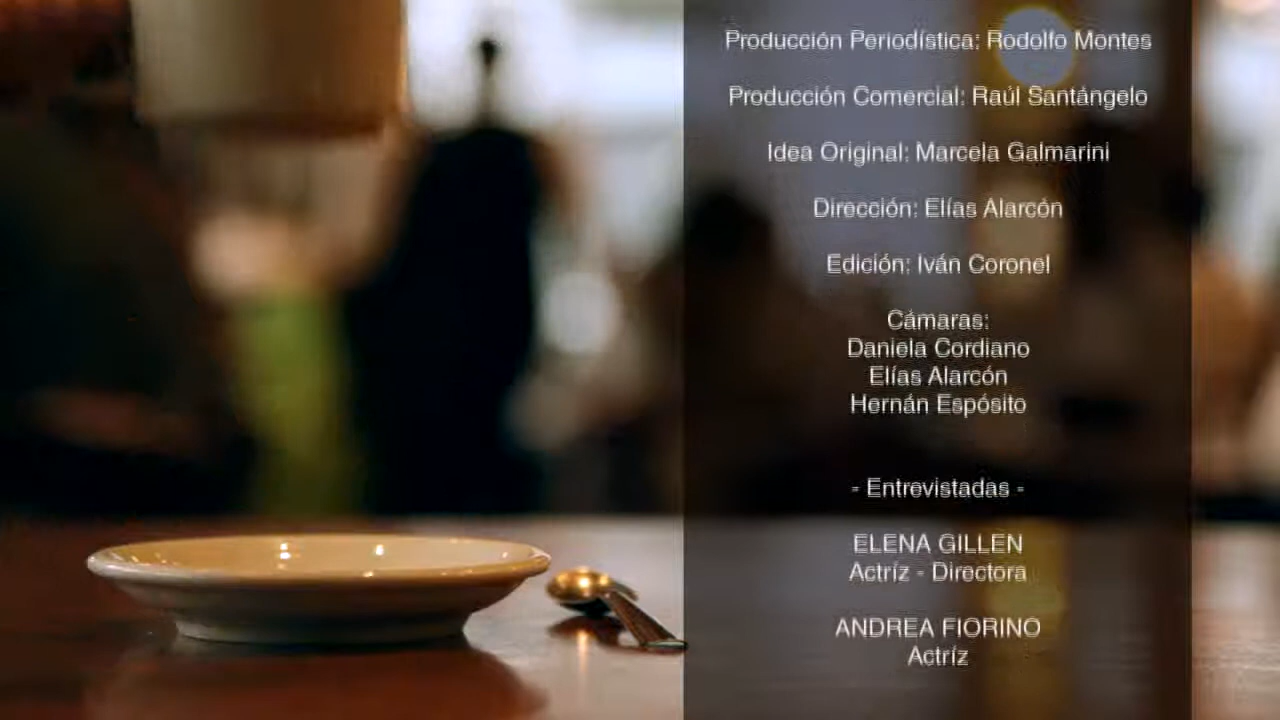 Producción Periodística: Rodolfo Montes
Producción Comercial: Raúl Santángelo
Idea Original: Marcela Galmarini
Dirección: Elías Alarcón
Edición: Iván Coronel
Cámaras:
Daniela Cordiano
Elías Alarcón
Hernán Espósito
- Entrevistadas -
ELENA GILLEN
Actríz - Directora
ANDREA FIORINO
Actríz